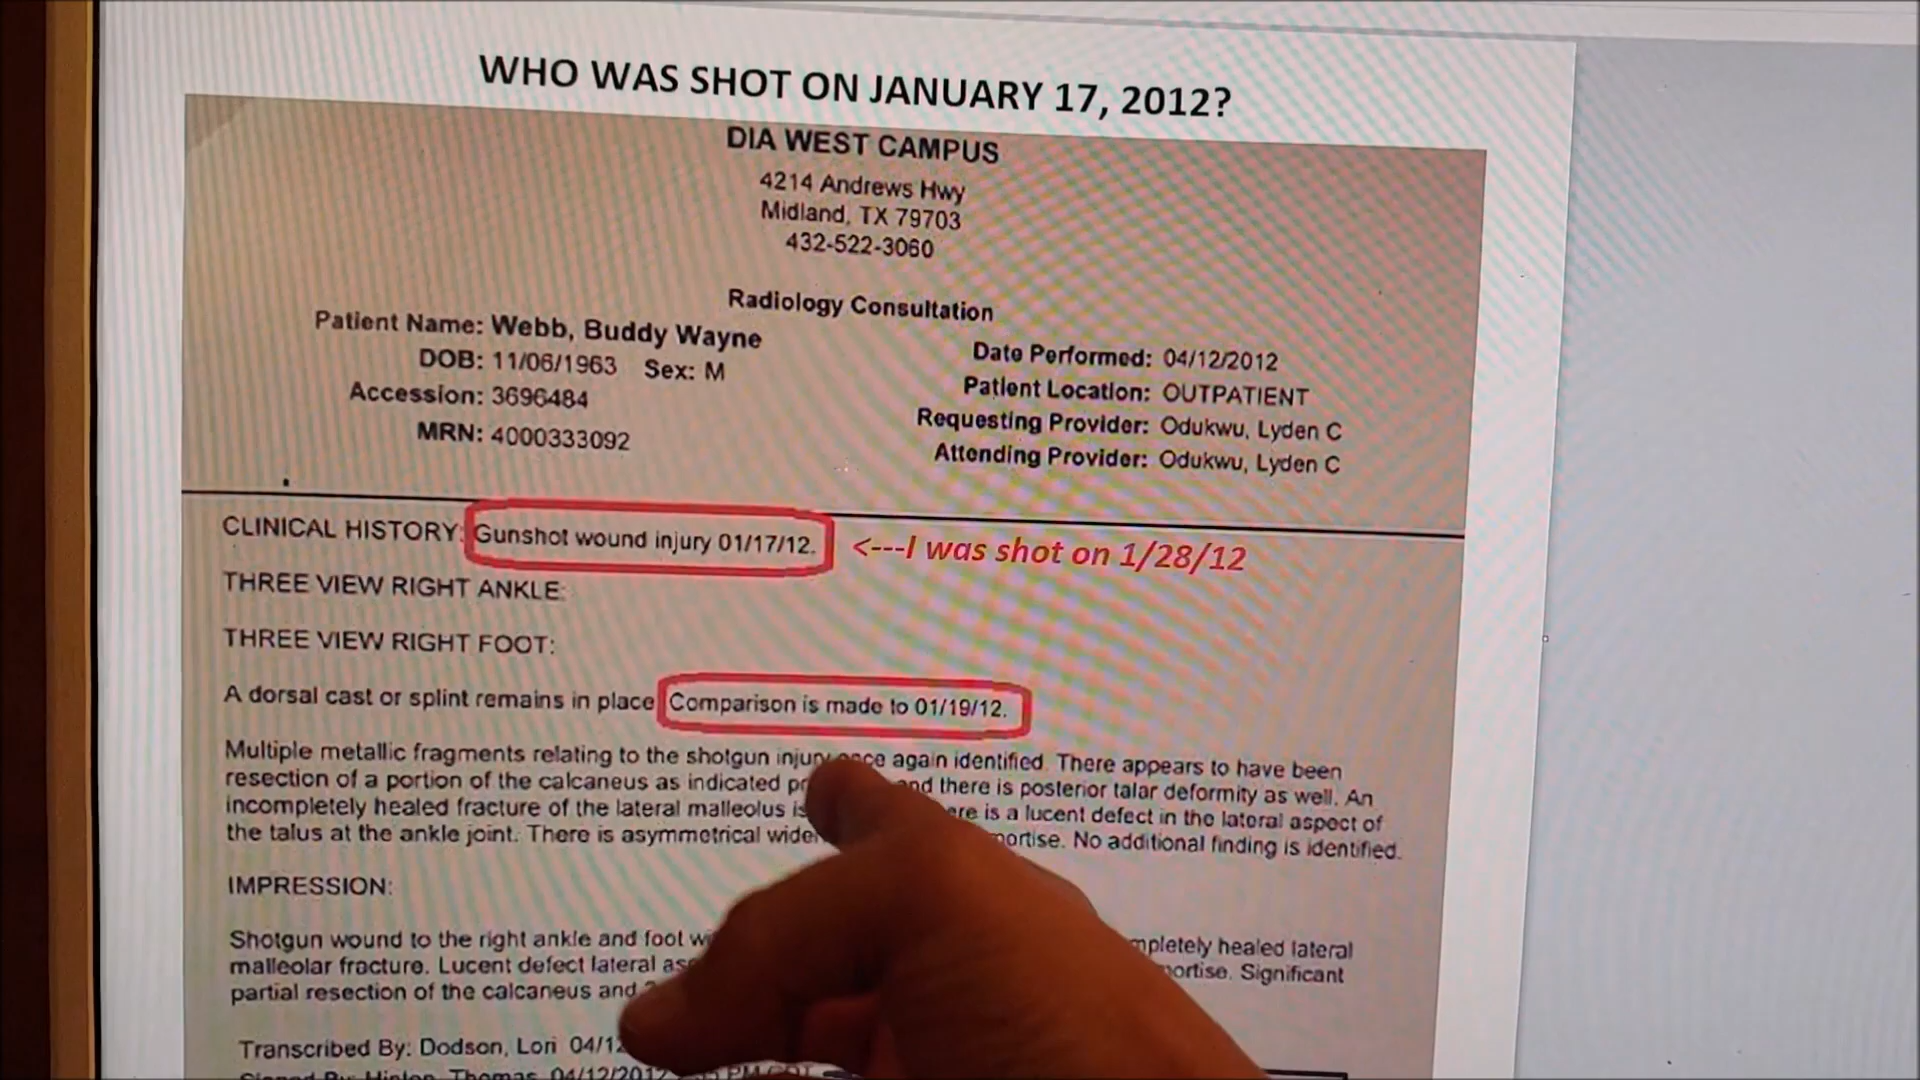 WHO WAS SHOT ON JANUARY 17, 2012?
DIA WEST CAMPUS
4214 Andrews Hwy
Midland, TX 79703
432-522-3060
Radiology Consultation
Patient Name: Webb, Buddy Wayne
DOB: 11/06/1963 Sex: M
Accession: 3696484
MRN: 4000333092
Date Performed: 04/12/2012
Patient Location: OUTPATIENT
Requesting Provider: Odukwu, Lyden C
Attending Provider: Odukwu, Lyden C
CLINICAL HISTORY: Gunshot wound injury 01/17/12. <---I was shot on 1/28/12
THREE VIEW RIGHT ANKLE:
THREE VIEW RIGHT FOOT:
A dorsal cast or splint remains in place Comparison is made to 01/19/12.
Multiple metallic fragments relating to the shotgun injury once again identified. There appears to have been
resection of a portion of the calcaneus as indicated and there is posterior talar deformity as well. An
incompletely healed fracture of the lateral malleolus is a lucent defect in the lateral aspect of
the talus at the ankle joint. There is asymmetrical No additional finding is identified.
IMPRESSION:
Shotgun wound to the right ankle and foot healed lateral
malleolar fracture. Lucent defect lateral Significant
partial resection of the calcaneus and
Transcribed By: Dodson, Lori 04/12
Thomas 04/12/2012